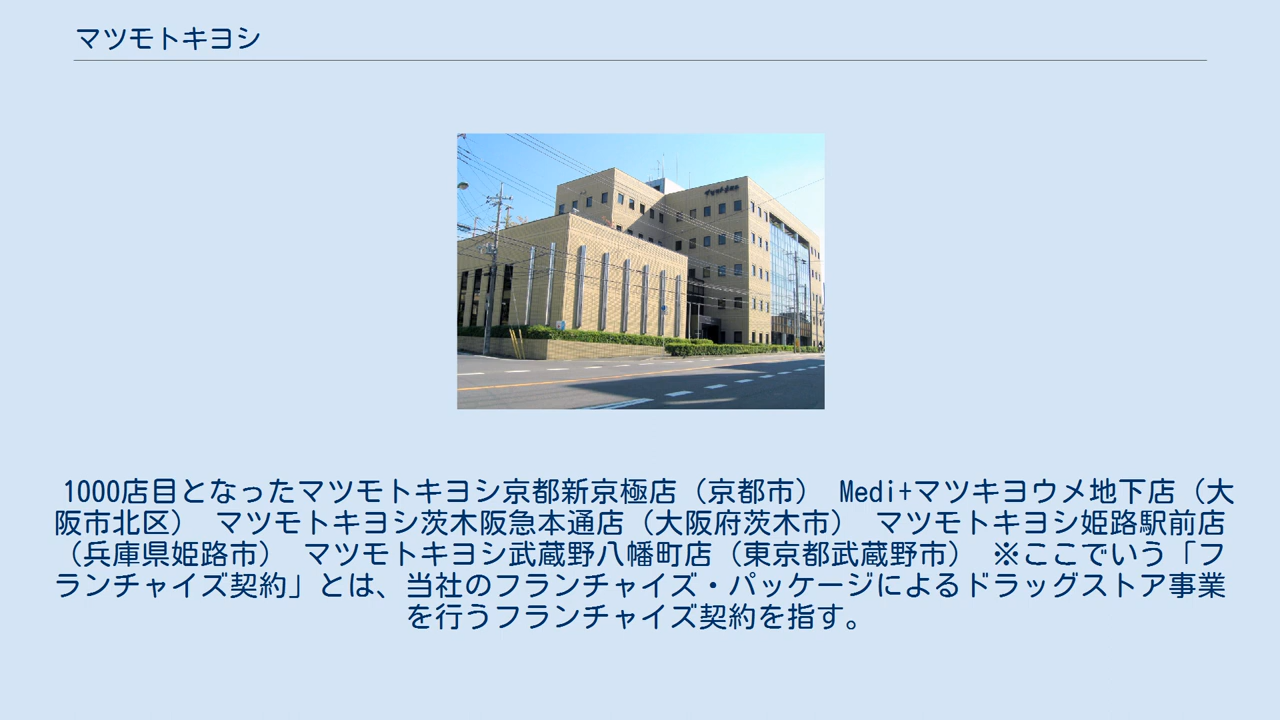 マツモトキヨシ
1000店目となったマツモトキヨシ京都新京極店（京都市） Medi+マツキヨウメ地下店（大
阪市北区） マツモトキヨシ茨木阪急本通店（大阪府茨木市） マツモトキヨシ姫路駅前店
（兵庫県姫路市） マツモトキヨシ武蔵野八幡町店（東京都武蔵野市） ※ここでいう「フ
ランチャイズ契約」とは、当社のフランチャイズ・パッケージによるドラッグストア事業
を行うフランチャイズ契約を指す。